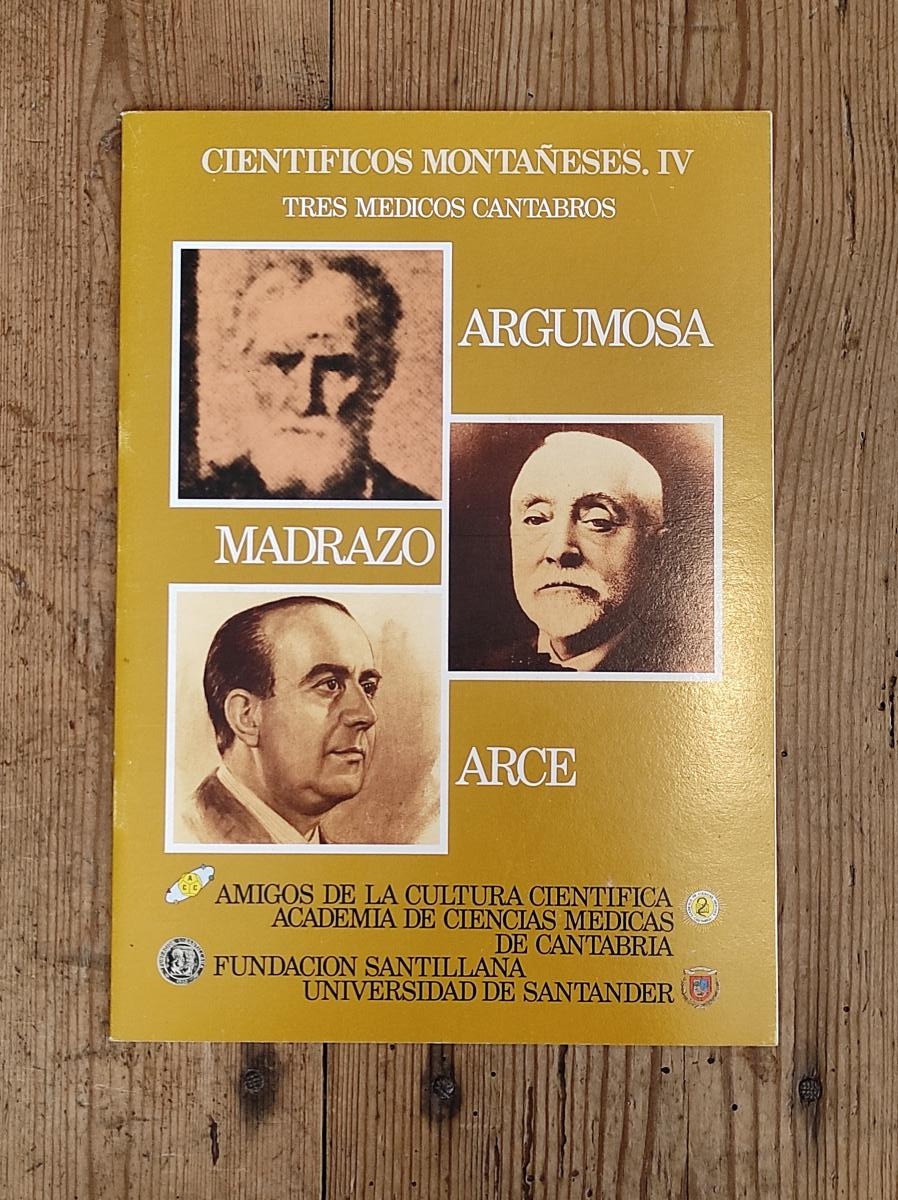 CIENTIFICOS MONTAÑESES. IV
TRES MEDICOS CANTABROS
ARGUMOSA
MADRAZO
ARCE
A
C C
AMIGOS DE LA CULTURA CIENTIFICA
ACADEMIA DE CIENCIAS MEDICAS
DE CANTABRIA
FUNDACION SANTILLANA
UNIVERSIDAD DE SANTANDER